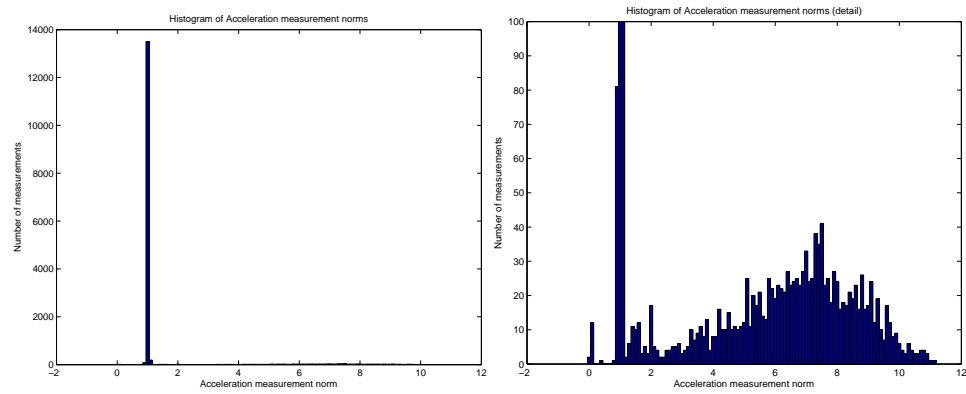 Histogram of Acceleration measurement norms
14000
12000
10000
8000
6000
4000
2000
0
Number of measurements
−2 0 2 4 6 8 10 12
Acceleration measurement norm
Histogram of Acceleration measurement norms (detail)
100
90
80
70
60
50
40
30
20
10
0
Number of measurements
−2 0 2 4 6 8 10 12
Acceleration measurement norm